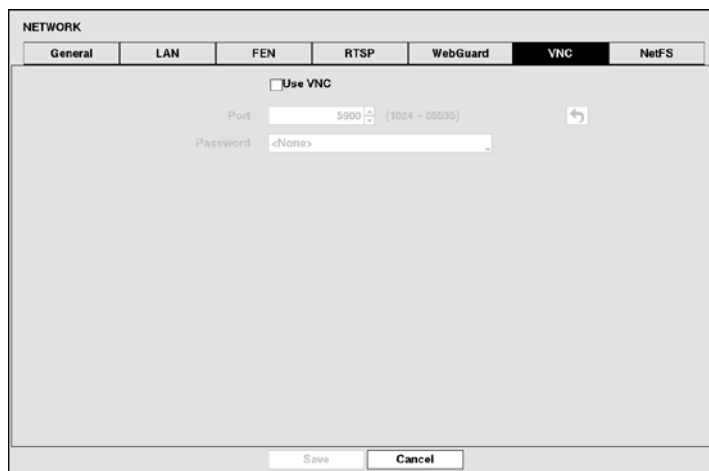 NETWORK
General LAN FEN RTSP WebGuard VNC NetFS
Use VNC
Port 5900 (1024 ~ 65535)
Password <None>
Save Cancel